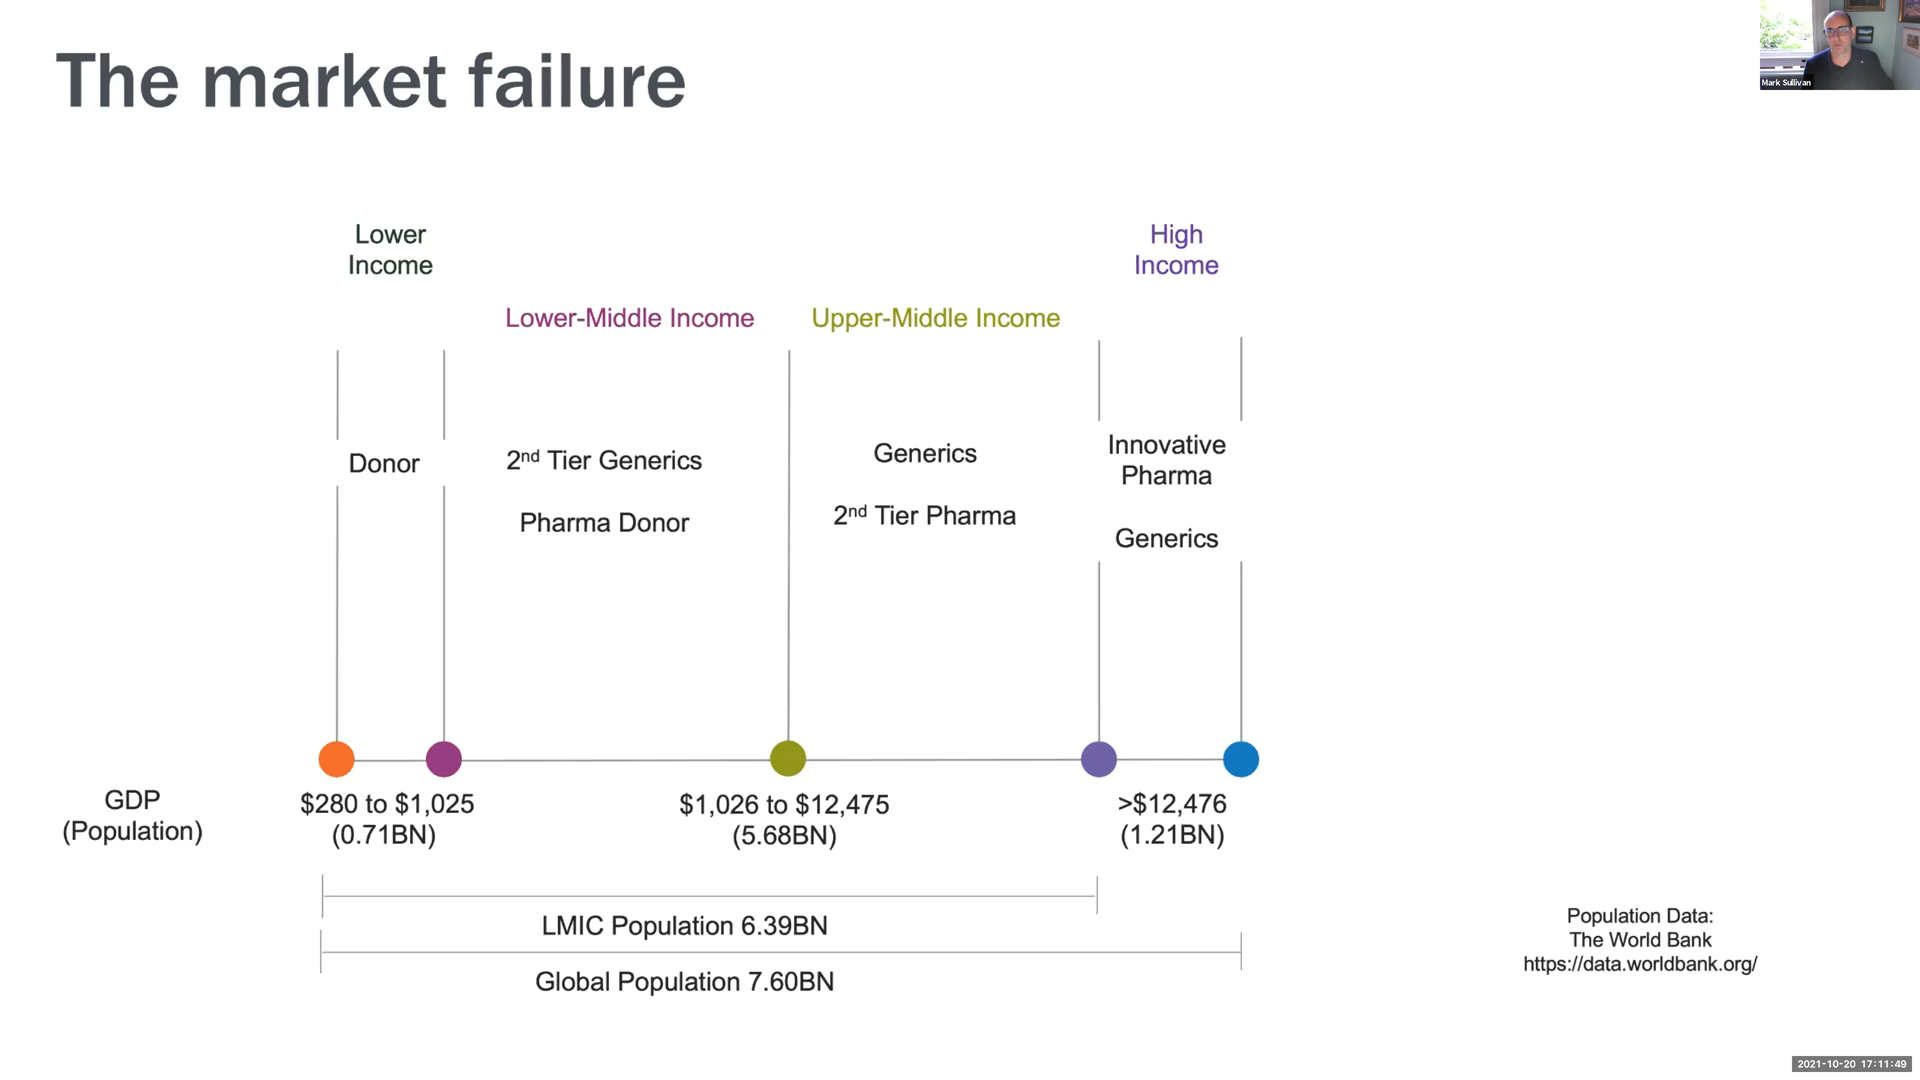 The market failure
Mark Sullivan
Lower
Income
High
Income
Lower-Middle Income
Upper-Middle Income
Donor
2nd Tier Generics
Pharma Donor
Generics
2nd Tier Pharma
Innovative
Pharma
Generics
GDP
(Population)
$280 to $1,025
(0.71BN)
$1,026 to $12,475
(5.68BN)
>$12,476
(1.21BN)
LMIC Population 6.39BN
Global Population 7.60BN
Population Data:
The World Bank
https://data.worldbank.org/
2021-10-20 17:11:49